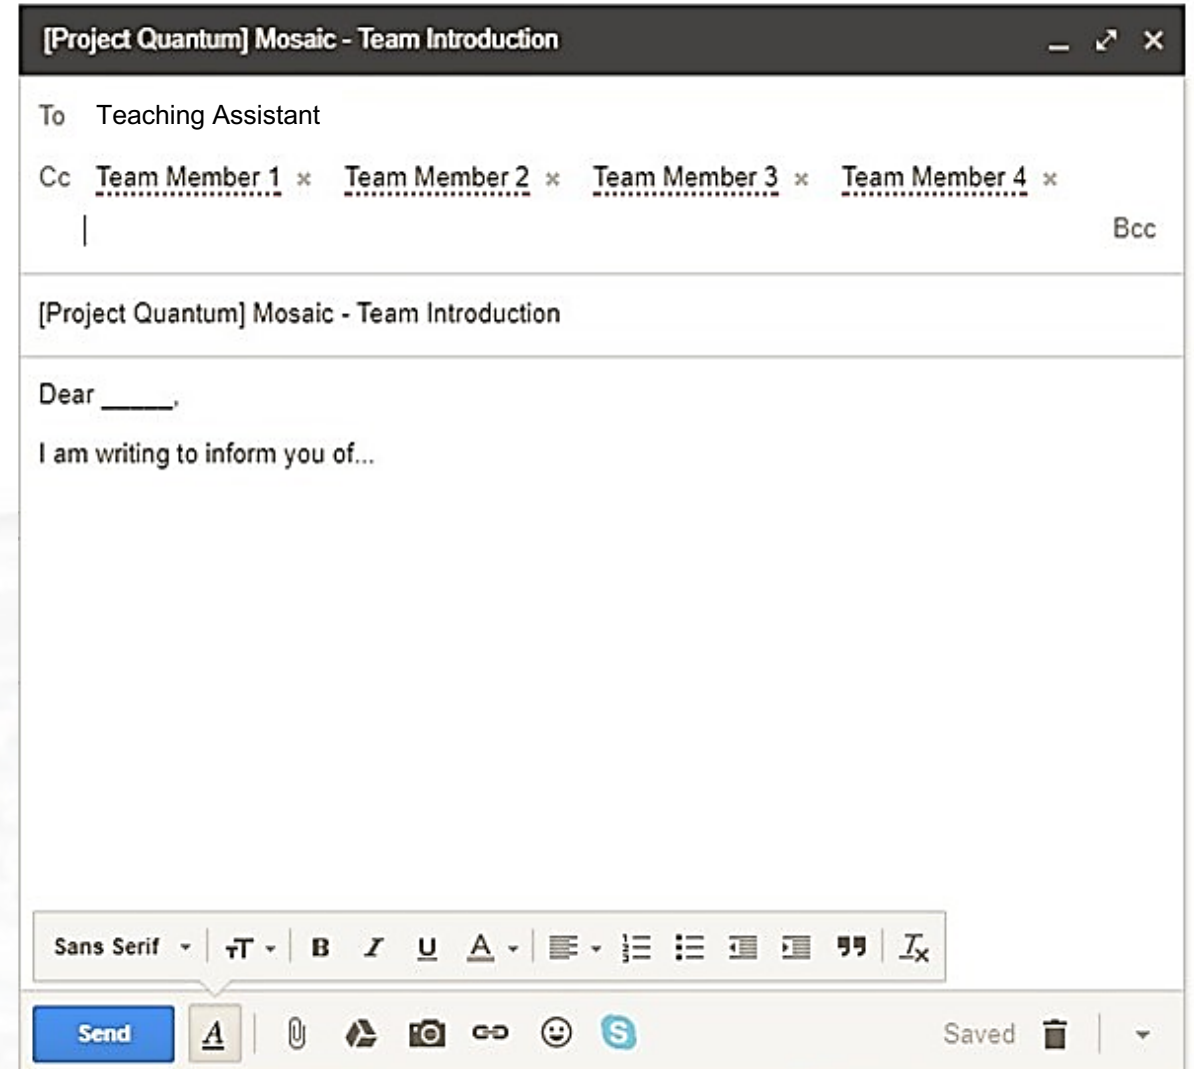 [Project Quantum] Mosaic - Team Introduction
To Teaching Assistant
Cc Team Member 1 × Team Member 2 × Team Member 3 × Team Member 4 ×
Bcc
[Project Quantum] Mosaic - Team Introduction
Dear _____,
I am writing to inform you of...
Sans Serif TT B I U A Tx
Send A S Saved